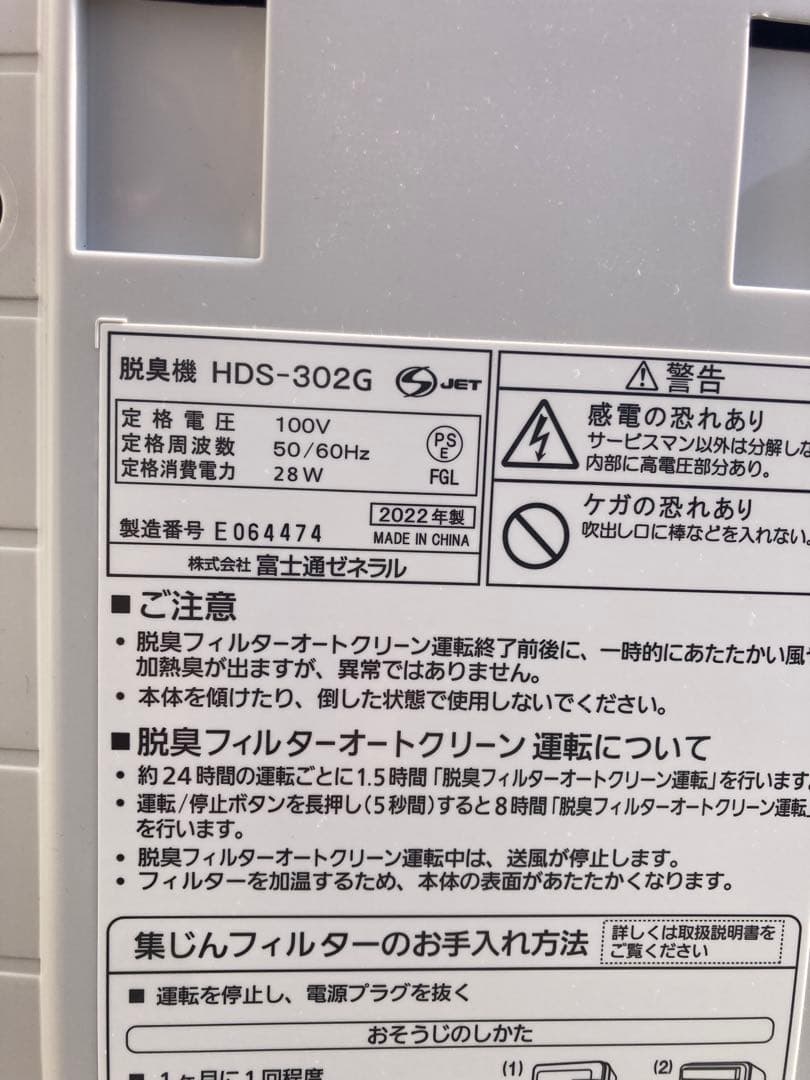 脱臭機 HDS-302G JET
定格電圧 100V
定格周波数 50/60Hz
定格消費電力 28W
PS
E
FGL
製造番号 E064474
2022年製
MADE IN CHINA
株式会社 富士通ゼネラル
警告
感電の恐れあり
サービスマン以外は分解しな
内部に高電圧部分あり。
ケガの恐れあり
吹出し口に棒などを入れない。
■ご注意
・脱臭フィルターオートクリーン運転終了前後に、一時的にあたたかい風や
加熱臭が出ますが、異常ではありません。
・本体を傾けたり、倒した状態で使用しないでください。
■脱臭フィルターオートクリーン運転について
・約24時間の運転ごとに1.5時間「脱臭フィルターオートクリーン運転」を行います。
・運転/停止ボタンを長押し(5秒間)すると8時間「脱臭フィルターオートクリーン運転」
を行います。
・脱臭フィルターオートクリーン運転中は、送風が停止します。
・フィルターを加温するため、本体の表面があたたかくなります。
集じんフィルターのお手入れ方法
詳しくは取扱説明書を
ご覧ください
■ 運転を停止し、電源プラグを抜く
おそうじのしかた
■ 1ヶ月に1回程度
(1)
(2)